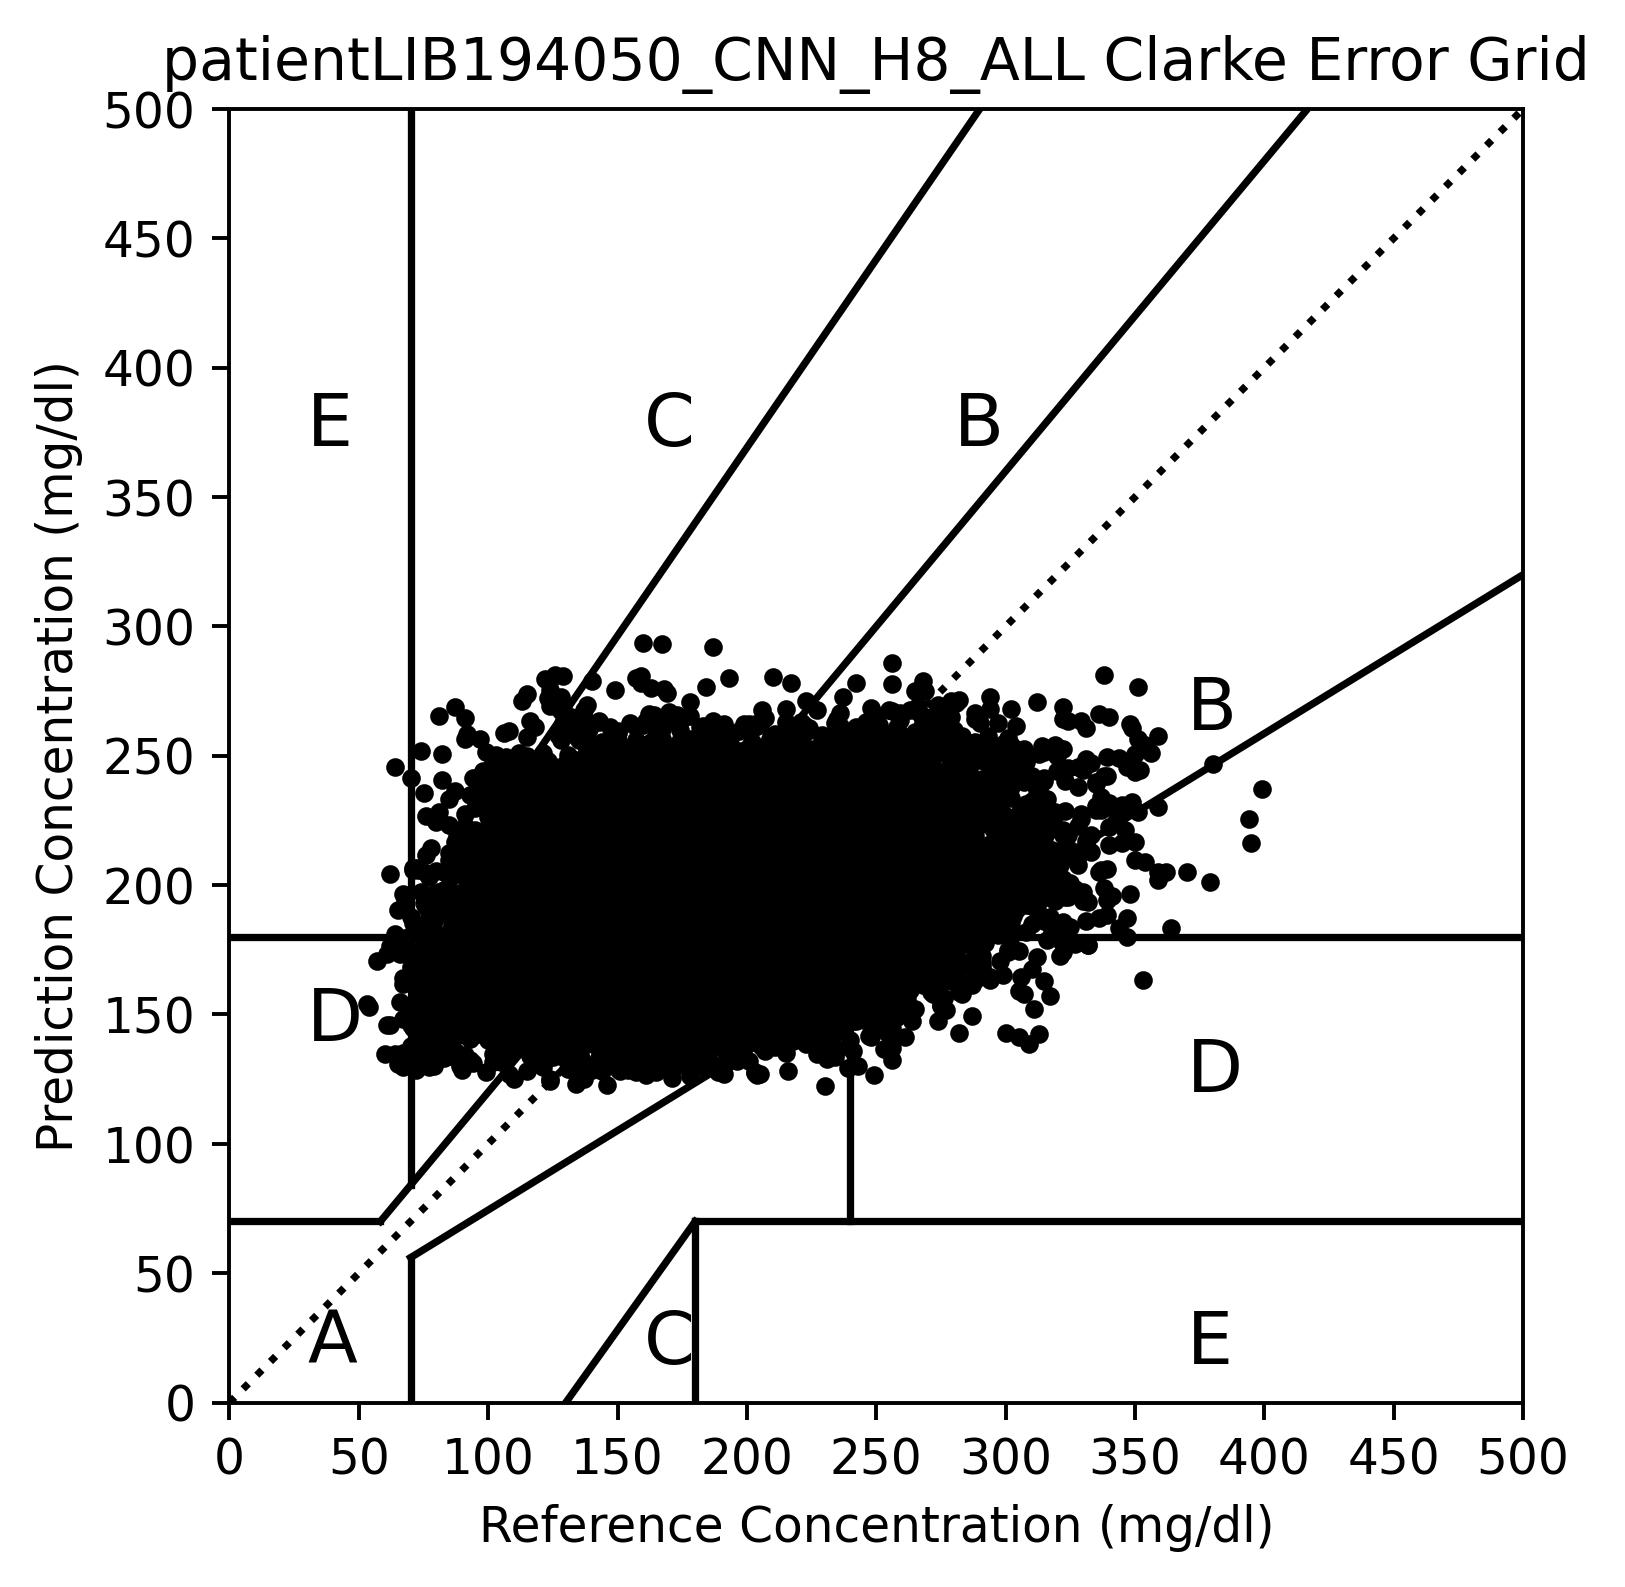 patientLIB194050_CNN_H8_ALL Clarke Error Grid
500
450
400
350
300
250
200
150
100
50
0
Prediction Concentration (mg/dl)
E
C
B
B
D
D
A
C
E
0 50 100 150 200 250 300 350 400 450 500
Reference Concentration (mg/dl)